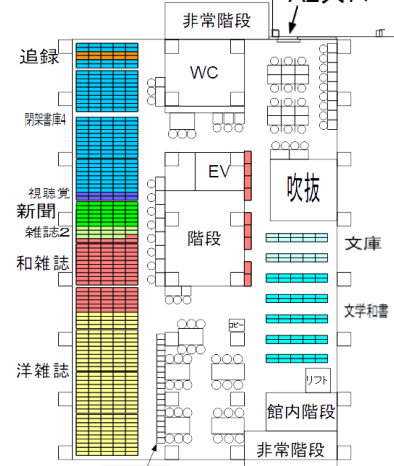 非常階段
追録
WC
閉架書庫4
EV
吹抜
視聴覚
新聞
雑誌2
階段
和雑誌
文庫
文学和書
コピー
洋雑誌
リフト
館内階段
非常階段